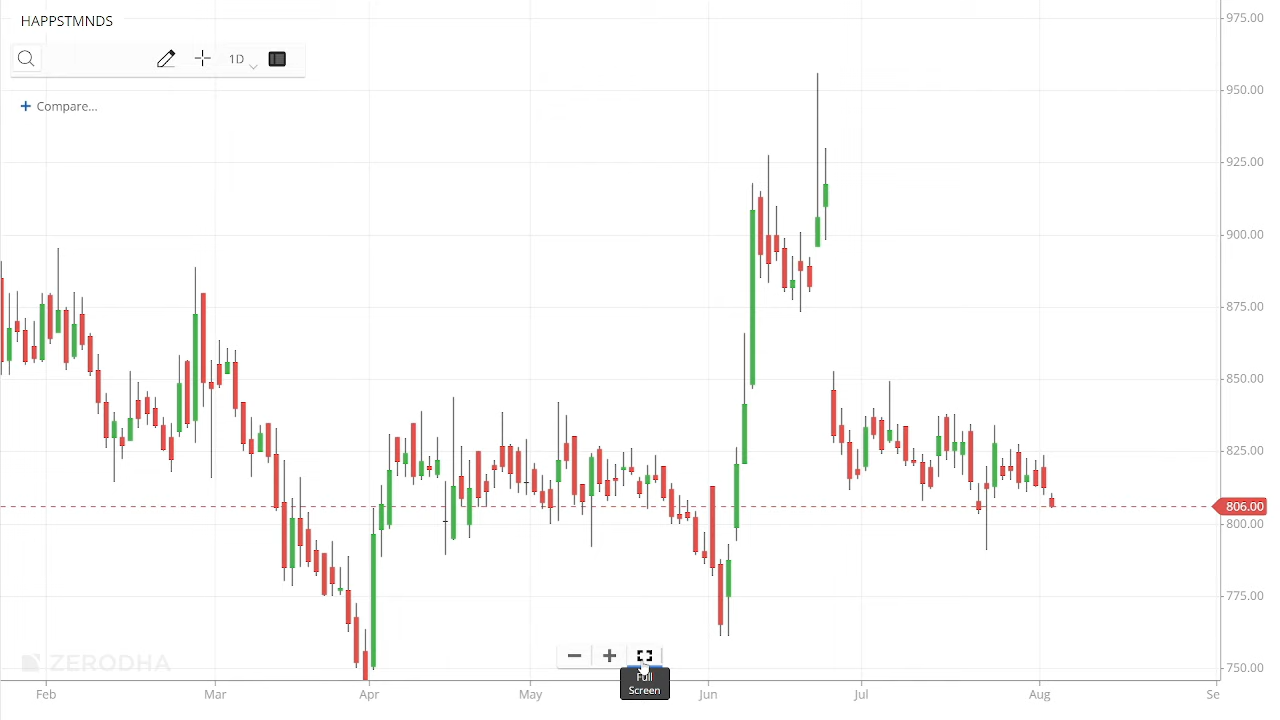 HAPPSTMNDS
1D
+ Compare...
975.00
950.00
925.00
900.00
875.00
850.00
825.00
806.00
800.00
775.00
750.00
ZERODHA
Full
Screen
Feb Mar Apr May Jun Jul Aug Se